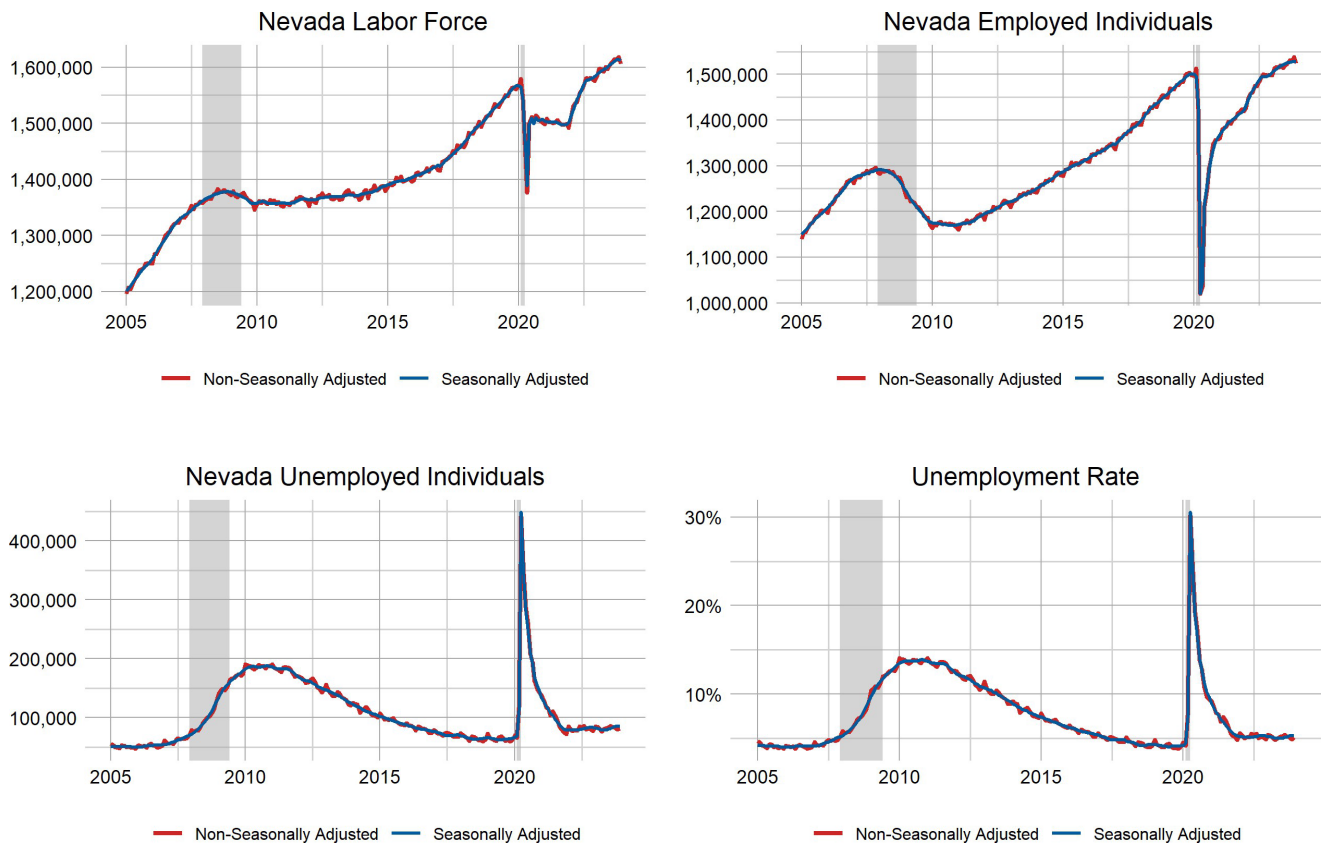 Nevada Labor Force
1,600,000
1,500,000
1,400,000
1,300,000
1,200,000
2005 2010 2015 2020
Non-Seasonally Adjusted Seasonally Adjusted
Nevada Employed Individuals
1,500,000
1,400,000
1,300,000
1,200,000
1,100,000
1,000,000
2005 2010 2015 2020
Non-Seasonally Adjusted Seasonally Adjusted
Nevada Unemployed Individuals
400,000
300,000
200,000
100,000
2005 2010 2015 2020
Non-Seasonally Adjusted Seasonally Adjusted
Unemployment Rate
30%
20%
10%
2005 2010 2015 2020
Non-Seasonally Adjusted Seasonally Adjusted